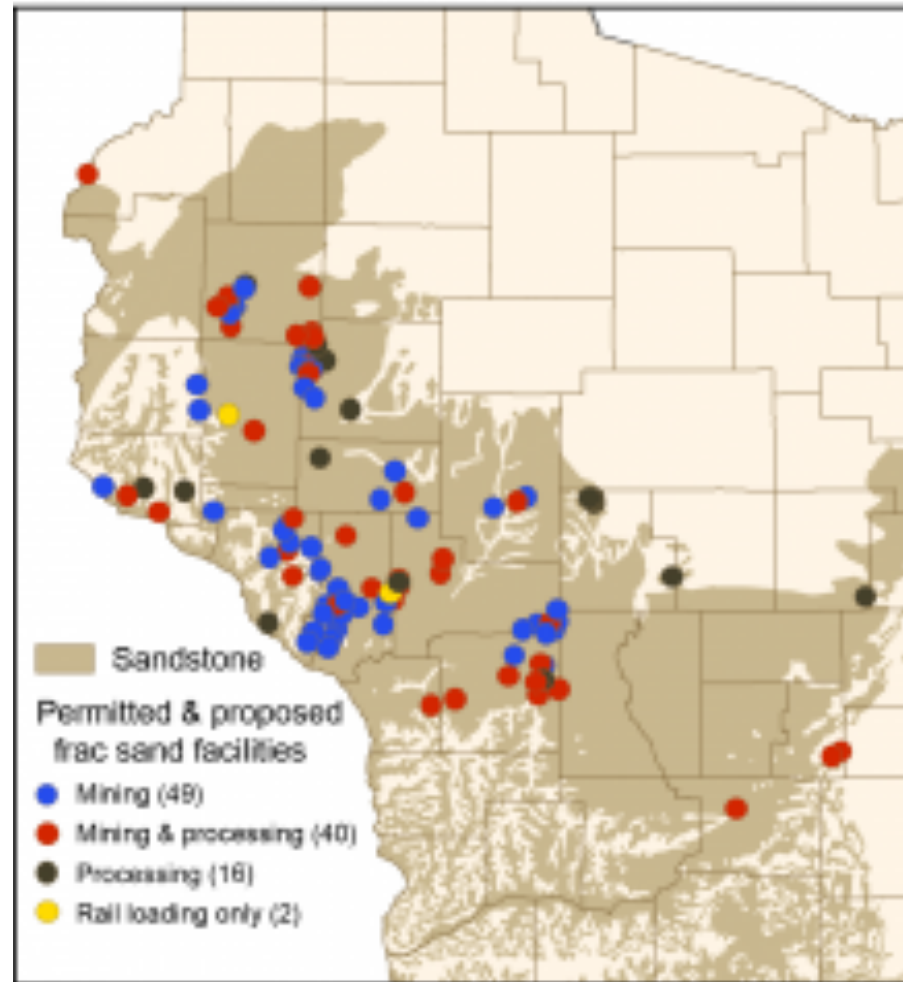 Sandstone
Permitted & proposed
frac sand facilities
Mining (49)
Mining & processing (40)
Processing (16)
Rail loading only (2)